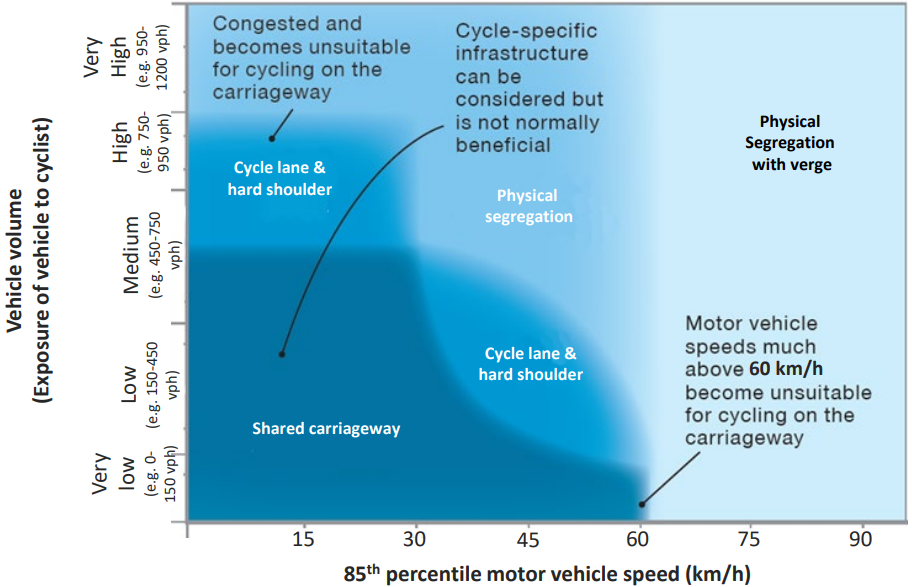 Congested and
becomes unsuitable
for cycling on the
carriageway
Cycle-specific
infrastructure
can be
considered but
is not normally
beneficial
Physical
Segregation
with verge
Cycle lane &
hard shoulder
Physical
segregation
Cycle lane &
hard shoulder
Shared carriageway
Motor vehicle
speeds much
above 60 km/h
become unsuitable
for cycling on the
carriageway
Vehicle volume
(Exposure of vehicle to cyclist)
Very
High
(e.g. 950-
1200 vph)
High
(e.g. 750-
950 vph)
Medium
(e.g. 450-750
vph)
Low
(e.g. 150-450
vph)
Very
low
(e.g. 0-
150 vph)
15
30
45
60
75
90
85th percentile motor vehicle speed (km/h)